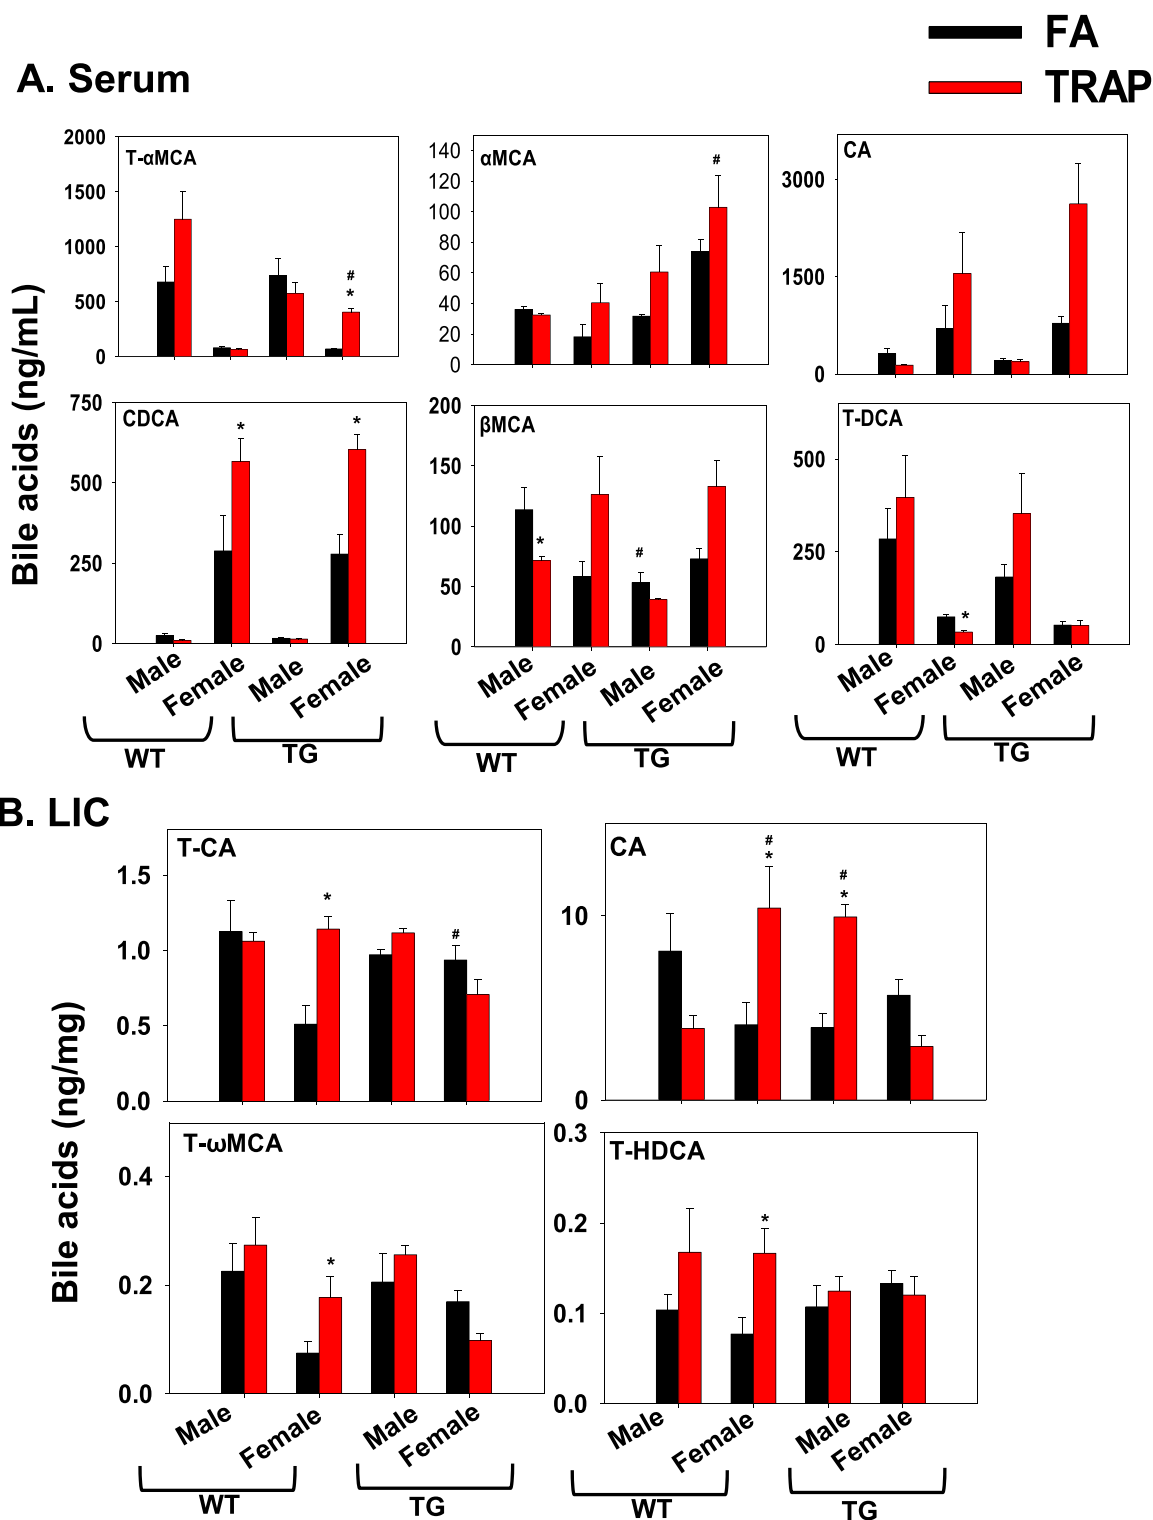 FA
TRAP
A. Serum
Bile acids (ng/mL)
T-αMCA
2000
1500
1000
500
0
#
*
αMCA
140
120
100
80
60
40
20
0
#
CA
3000
1500
0
CDCA
750
500
250
0
*
*
βMCA
200
150
100
50
0
*
#
T-DCA
500
250
0
*
Male Female Male Female
WT TG
Male Female Male Female
WT TG
Male Female Male Female
WT TG
B. LIC
Bile acids (ng/mg)
T-CA
1.5
1.0
0.5
0.0
*
#
CA
10
0
#
*
#
*
T-ωMCA
0.4
0.2
0.0
*
T-HDCA
0.3
0.2
0.1
0.0
*
Male Female Male Female
WT TG
Male Female Male Female
WT TG